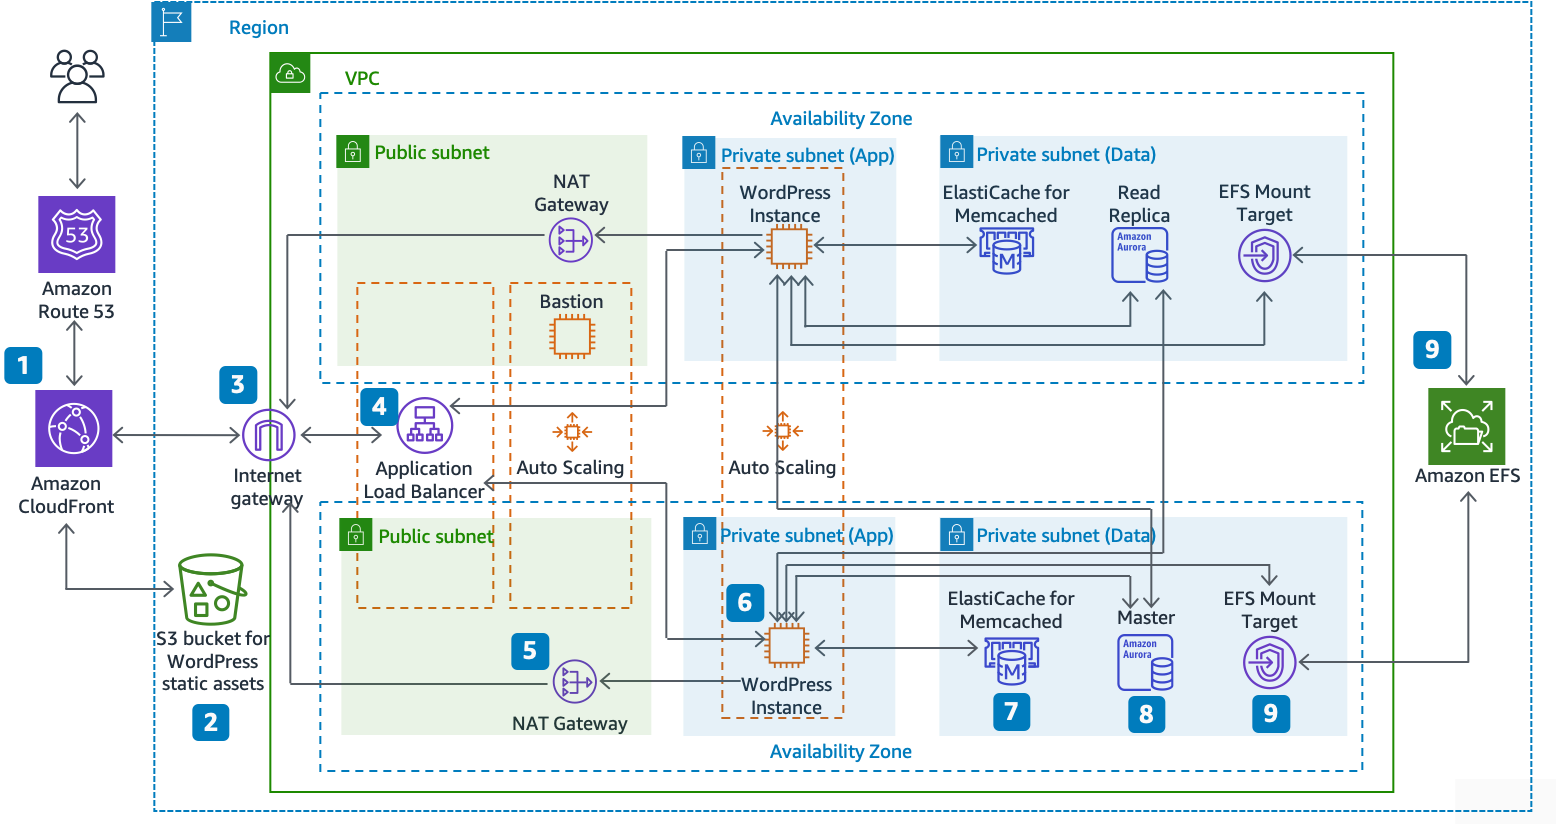 Region
VPC
Availability Zone
Public subnet
Private subnet (App)
Private subnet (Data)
NAT
Gateway
WordPress
Instance
ElastiCache for
Memcached
Read
Replica
EFS Mount
Target
53
Amazon
Aurora
M
Amazon
Route 53
Bastion
1
3
4
9
Amazon
CloudFront
Internet
gateway
Application
Load Balancer
Auto Scaling
Auto Scaling
Amazon EFS
Public subnet
Private subnet (App)
Private subnet (Data)
6
ElastiCache for
Memcached
Master
EFS Mount
Target
S3 bucket for
WordPress
static assets
2
5
NAT Gateway
WordPress
Instance
M
Amazon
Aurora
7
8
9
Availability Zone